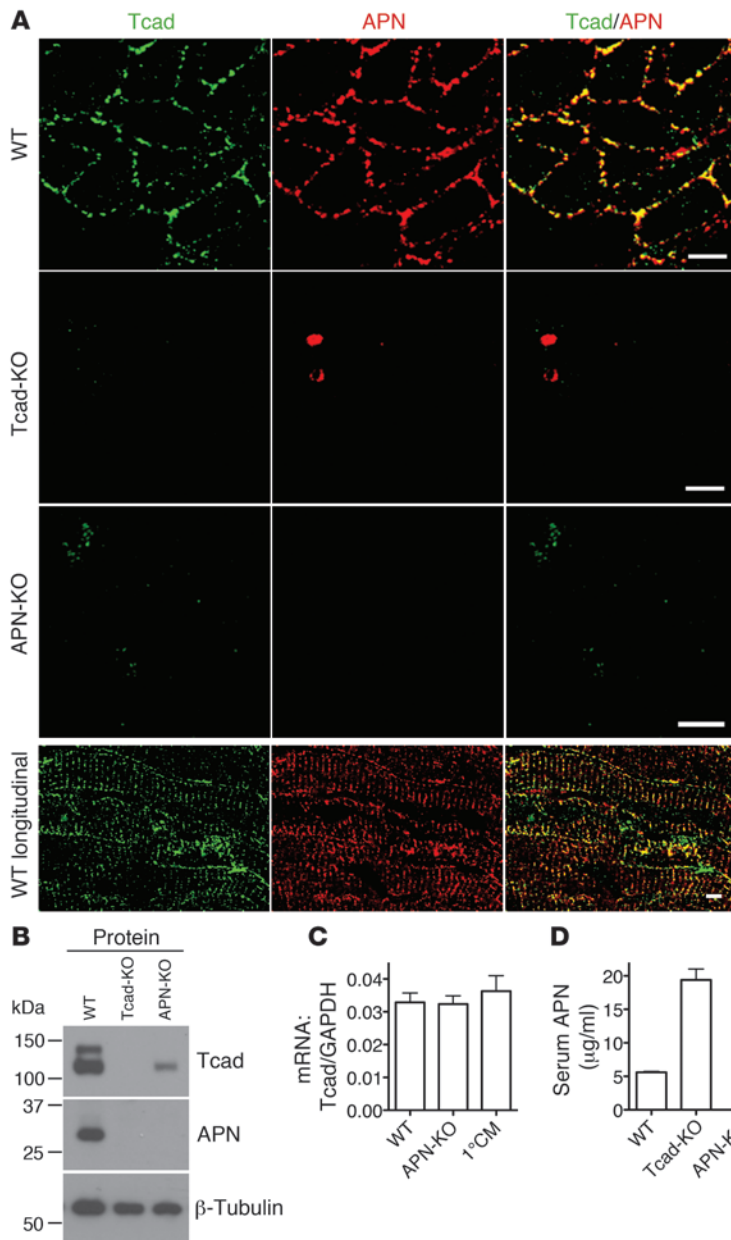 A
Tcad
APN
Tcad/APN
WT
Tcad-KO
APN-KO
WT longitudinal
B
Protein
kDa
WT
Tcad-KO
APN-KO
150
100
Tcad
37
25
APN
50
β-Tubulin
C
mRNA:
Tcad/GAPDH
0.04
0.03
0.02
0.01
0.00
WT
APN-KO
1°CM
D
Serum APN
(μg/ml)
20
15
10
5
0
WT
Tcad-KO